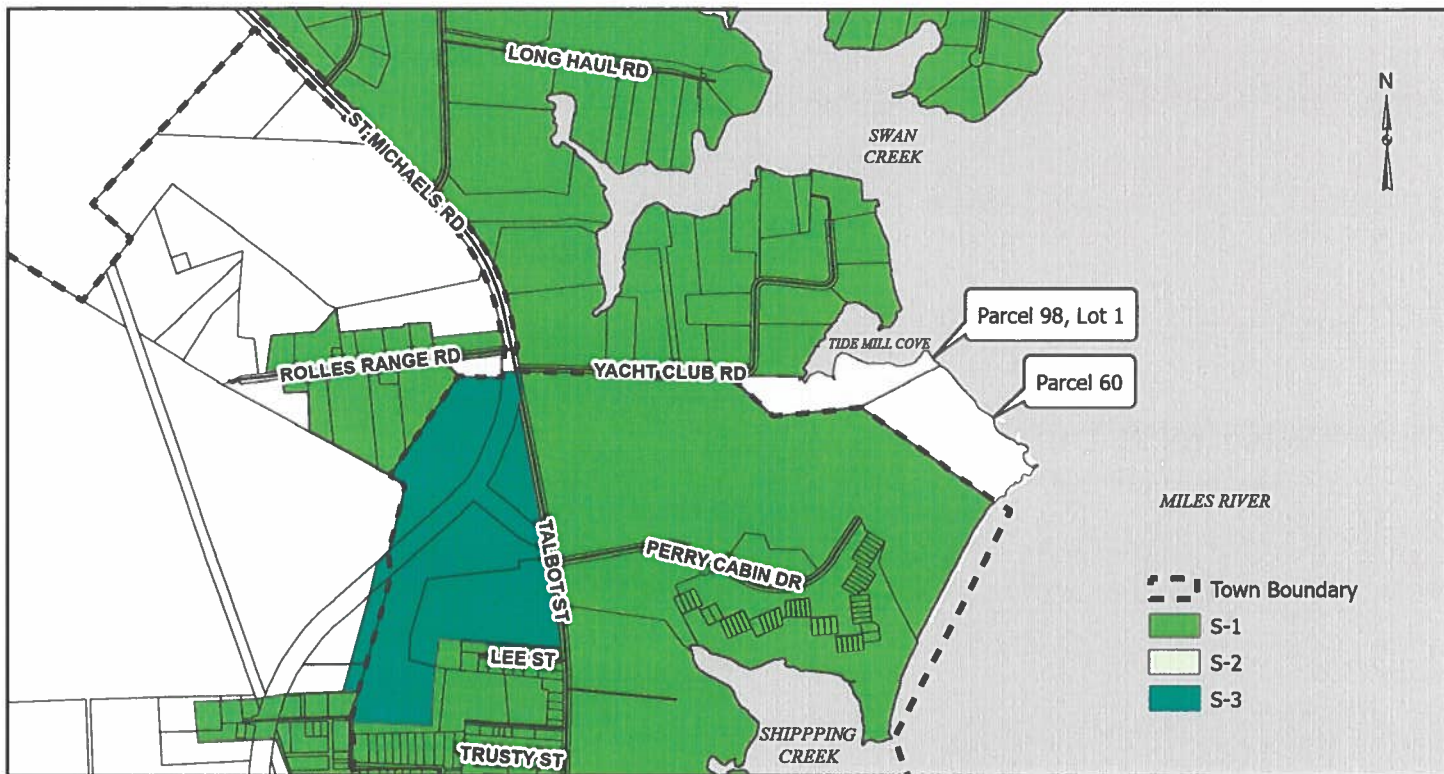 LONG HAUL RD
N
ST. MICHAELS RD
SWAN
CREEK
Parcel 98, Lot 1
TIDE MILL COVE
ROLLES RANGE RD
YACHT CLUB RD
Parcel 60
MILES RIVER
TALBOT ST
PERRY CABIN DR
Town Boundary
S-1
S-2
S-3
LEE ST
SHIPPPING
CREEK
TRUSTY ST